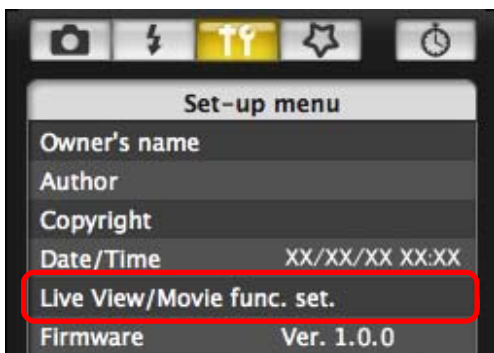 Set-up menu
Owner's name
Author
Copyright
Date/Time XX/XX/XX XX:XX
Live View/Movie func. set.
Firmware Ver. 1.0.0